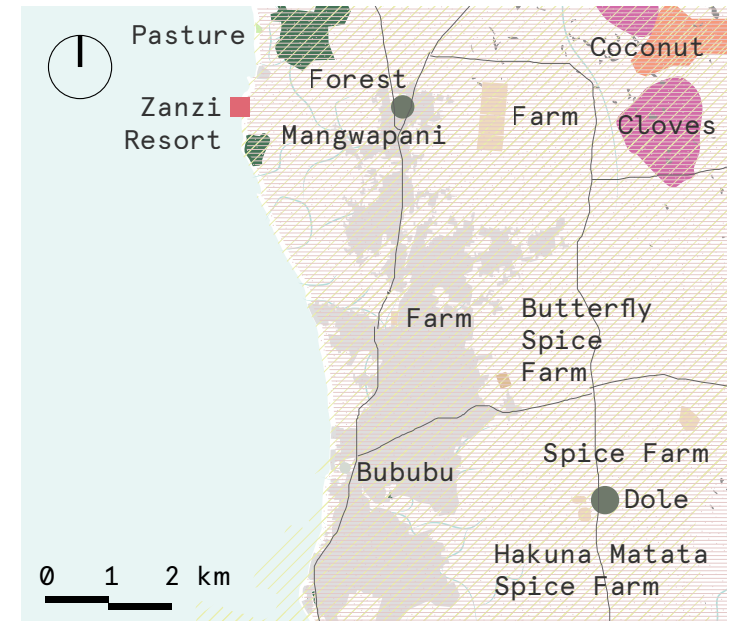 Pasture
Coconut
Forest
Zanzi
Resort
Farm
Cloves
Mangwapani
Farm
Butterfly
Spice
Farm
Spice Farm
Bububu
Dole
Hakuna Matata
Spice Farm
0 1 2 km